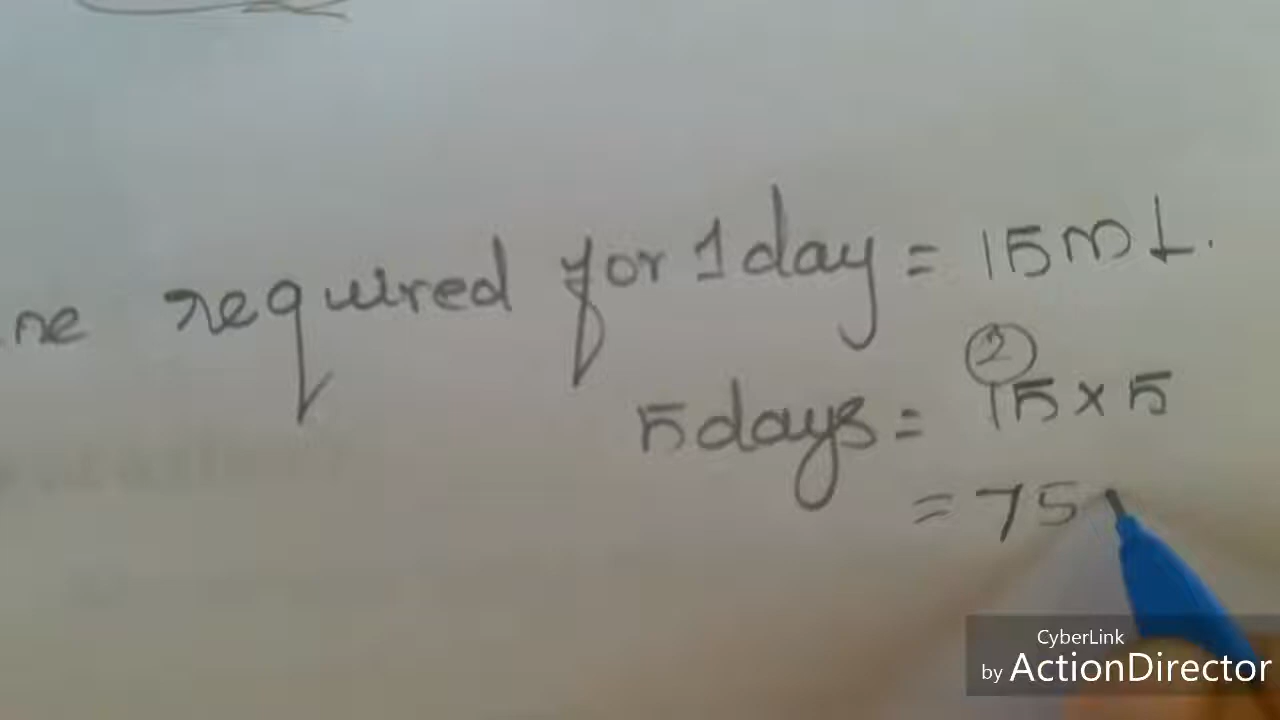 ne required for 1 day = 15 mL.
2
5 days = 15 × 5
= 75
CyberLink
by ActionDirector